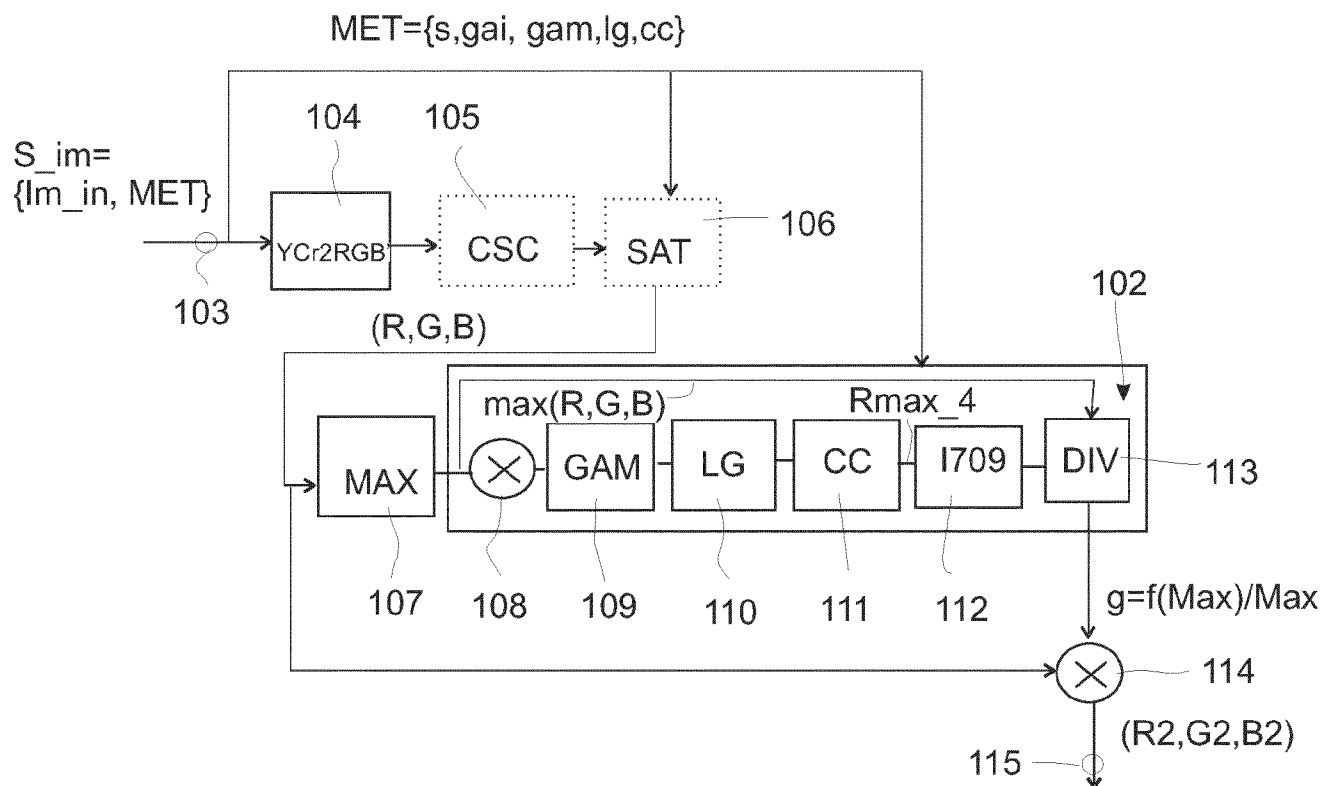 MET={s,gai, gam,lg,cc}
104
105
S_im=
{Im_in, MET}
106
YCr2RGB
CSC
SAT
103
102
(R,G,B)
max(R,G,B)
Rmax_4
MAX
GAM
LG
CC
I709
DIV
113
107
108
109
110
111
112
g=f(Max)/Max
114
(R2,G2,B2)
115